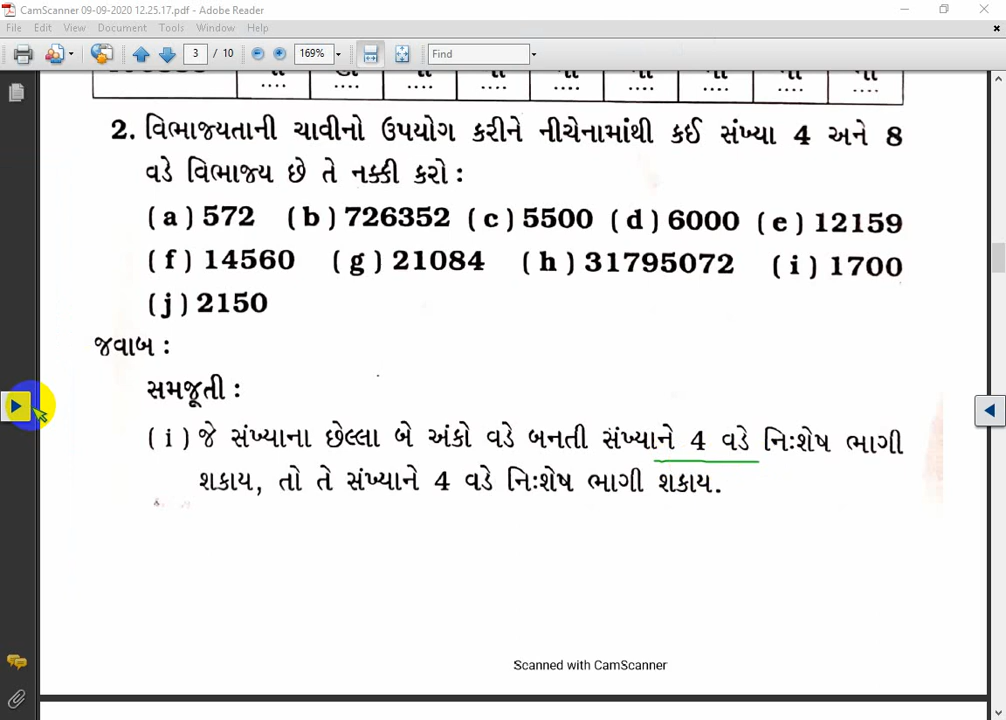 CamScanner 09-09-2020 12.25.17.pdf - Adobe Reader
File Edit View Document Tools Window Help
3 / 10 169% Find
2. વિભાજ્યતાની ચાવીનો ઉપયોગ કરીને નીચેનામાંથી કઈ સંખ્યા 4 અને 8
વડે વિભાજ્ય છે તે નક્કી કરો :
(a) 572 (b) 726352 (c) 5500 (d) 6000 (e) 12159
(f) 14560 (g) 21084 (h) 31795072 (i) 1700
(j) 2150
જવાબ :
સમજૂતી :
(i) જે સંખ્યાના છેલ્લા બે અંકો વડે બનતી સંખ્યાને 4 વડે નિઃશેષ ભાગી
શકાય, તો તે સંખ્યાને 4 વડે નિઃશેષ ભાગી શકાય.
Scanned with CamScanner